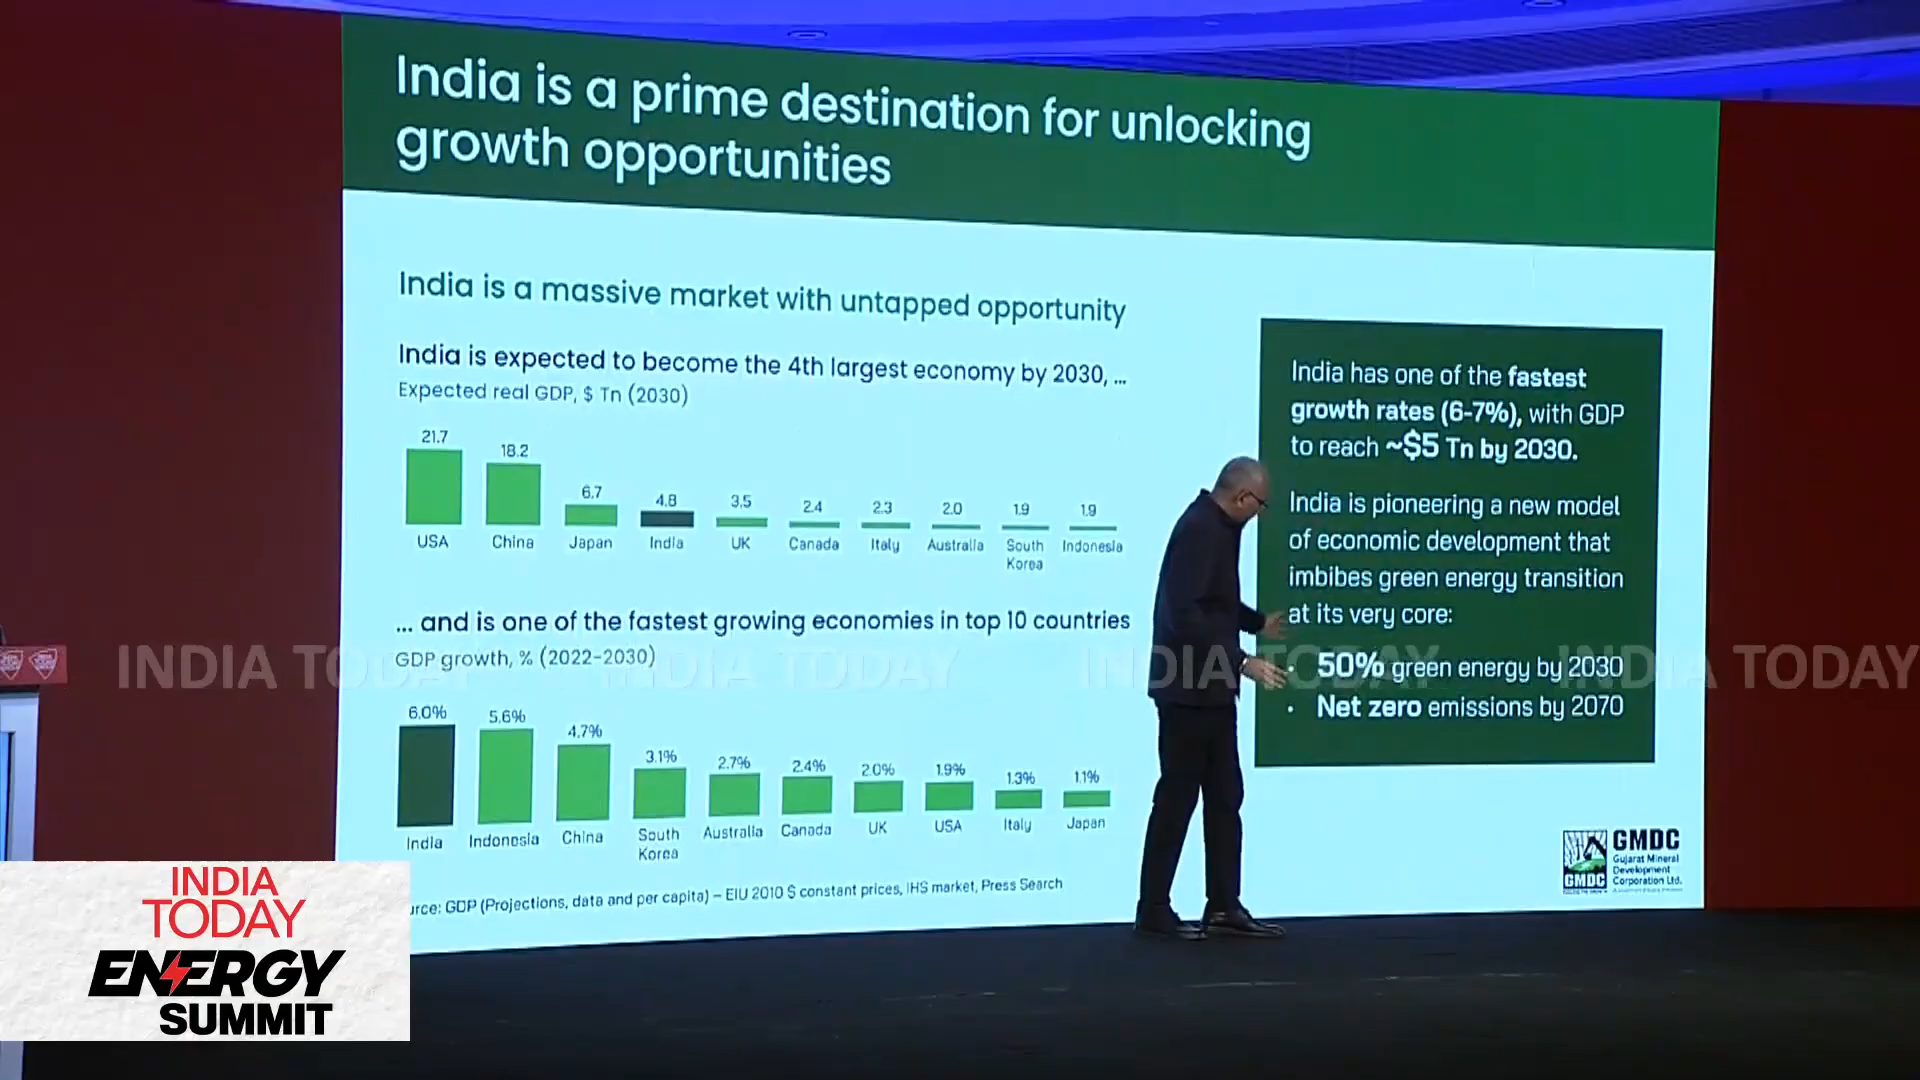 India is a prime destination for unlocking
growth opportunities
India is a massive market with untapped opportunity
India is expected to become the 4th largest economy by 2030, ...
Expected real GDP, $ Tn (2030)
21.7 18.2 6.7 4.8 3.5 2.4 2.3 2.0 1.9 1.9
USA China Japan India UK Canada Italy Australia South Korea Indonesia
... and is one of the fastest growing economies in top 10 countries
GDP growth, % (2022-2030)
6.0% 5.6% 4.7% 3.1% 2.7% 2.4% 2.0% 1.9% 1.3% 1.1%
India Indonesia China South Korea Australia Canada UK USA Italy Japan
urce: GDP (Projections, data and per capita) – EIU 2010 $ constant prices, IHS market, Press Search
India has one of the fastest
growth rates (6-7%), with GDP
to reach ~$5 Tn by 2030.
India is pioneering a new model
of economic development that
imbibes green energy transition
at its very core:
• 50% green energy by 2030
• Net zero emissions by 2070
GMDC
GMDC
Gujarat Mineral
Development
Corporation Ltd.
INDIA TODAY INDIA TODAY INDIA TODAY INDIA TODAY
INDIA
TODAY
ENERGY
SUMMIT